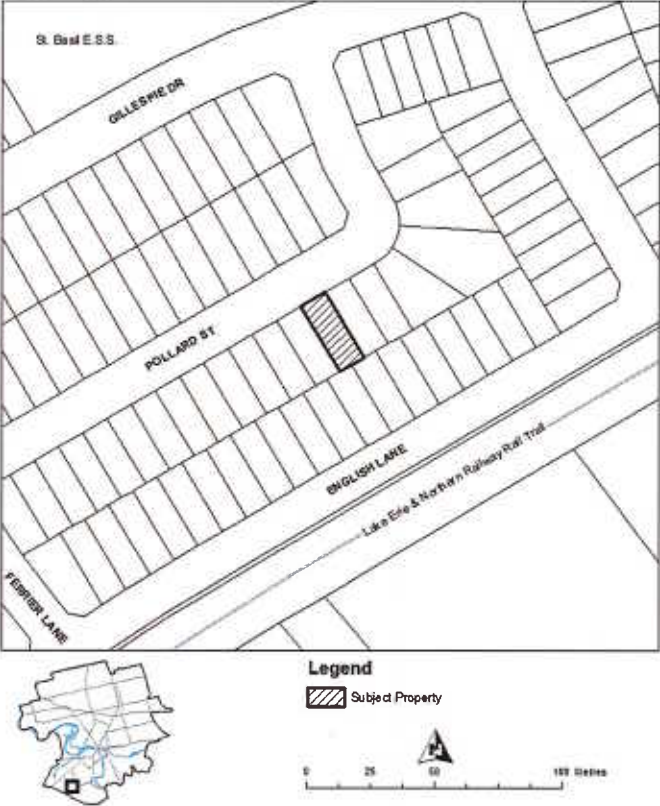 St. Basil E.S.S.
GILLESPIE DR
POLLARD ST
ENGLISH LANE
Lake Erie & Northern Railway Rail Trail
FERRIER LANE
Legend
Subject Property
N
0 25 50 100 Metres